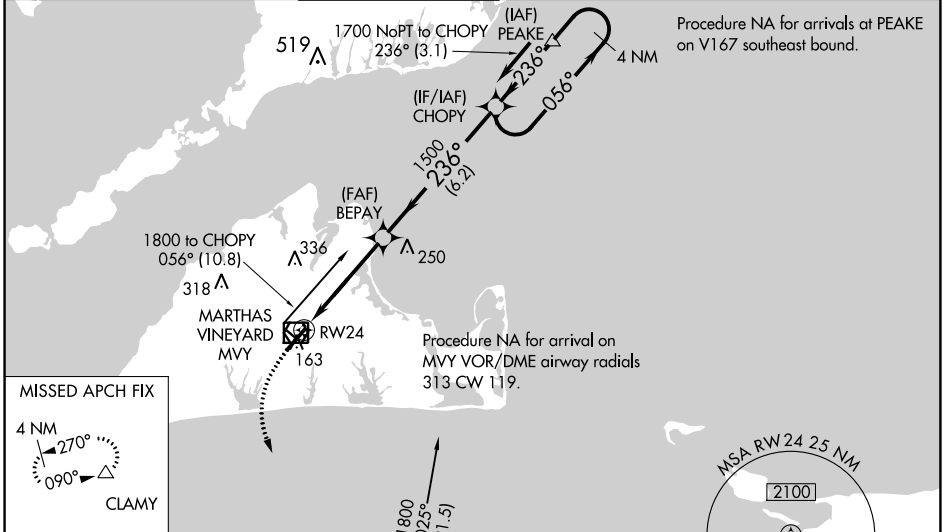 1700 NoPT to CHOPY
236° (3.1)
(IAF)
PEAKE
Procedure NA for arrivals at PEAKE
on V167 southeast bound.
519
4 NM
236°
056°
(IF/IAF)
CHOPY
1500
236°
(6.2)
(FAF)
BEPAY
1800 to CHOPY
056° (10.8)
336
250
318
MARTHAS
VINEYARD
MVY
RW24
163
Procedure NA for arrival on
MVY VOR/DME airway radials
313 CW 119.
MISSED APCH FIX
4 NM
270°
090°
CLAMY
1800
MSA RW24 25 NM
2100